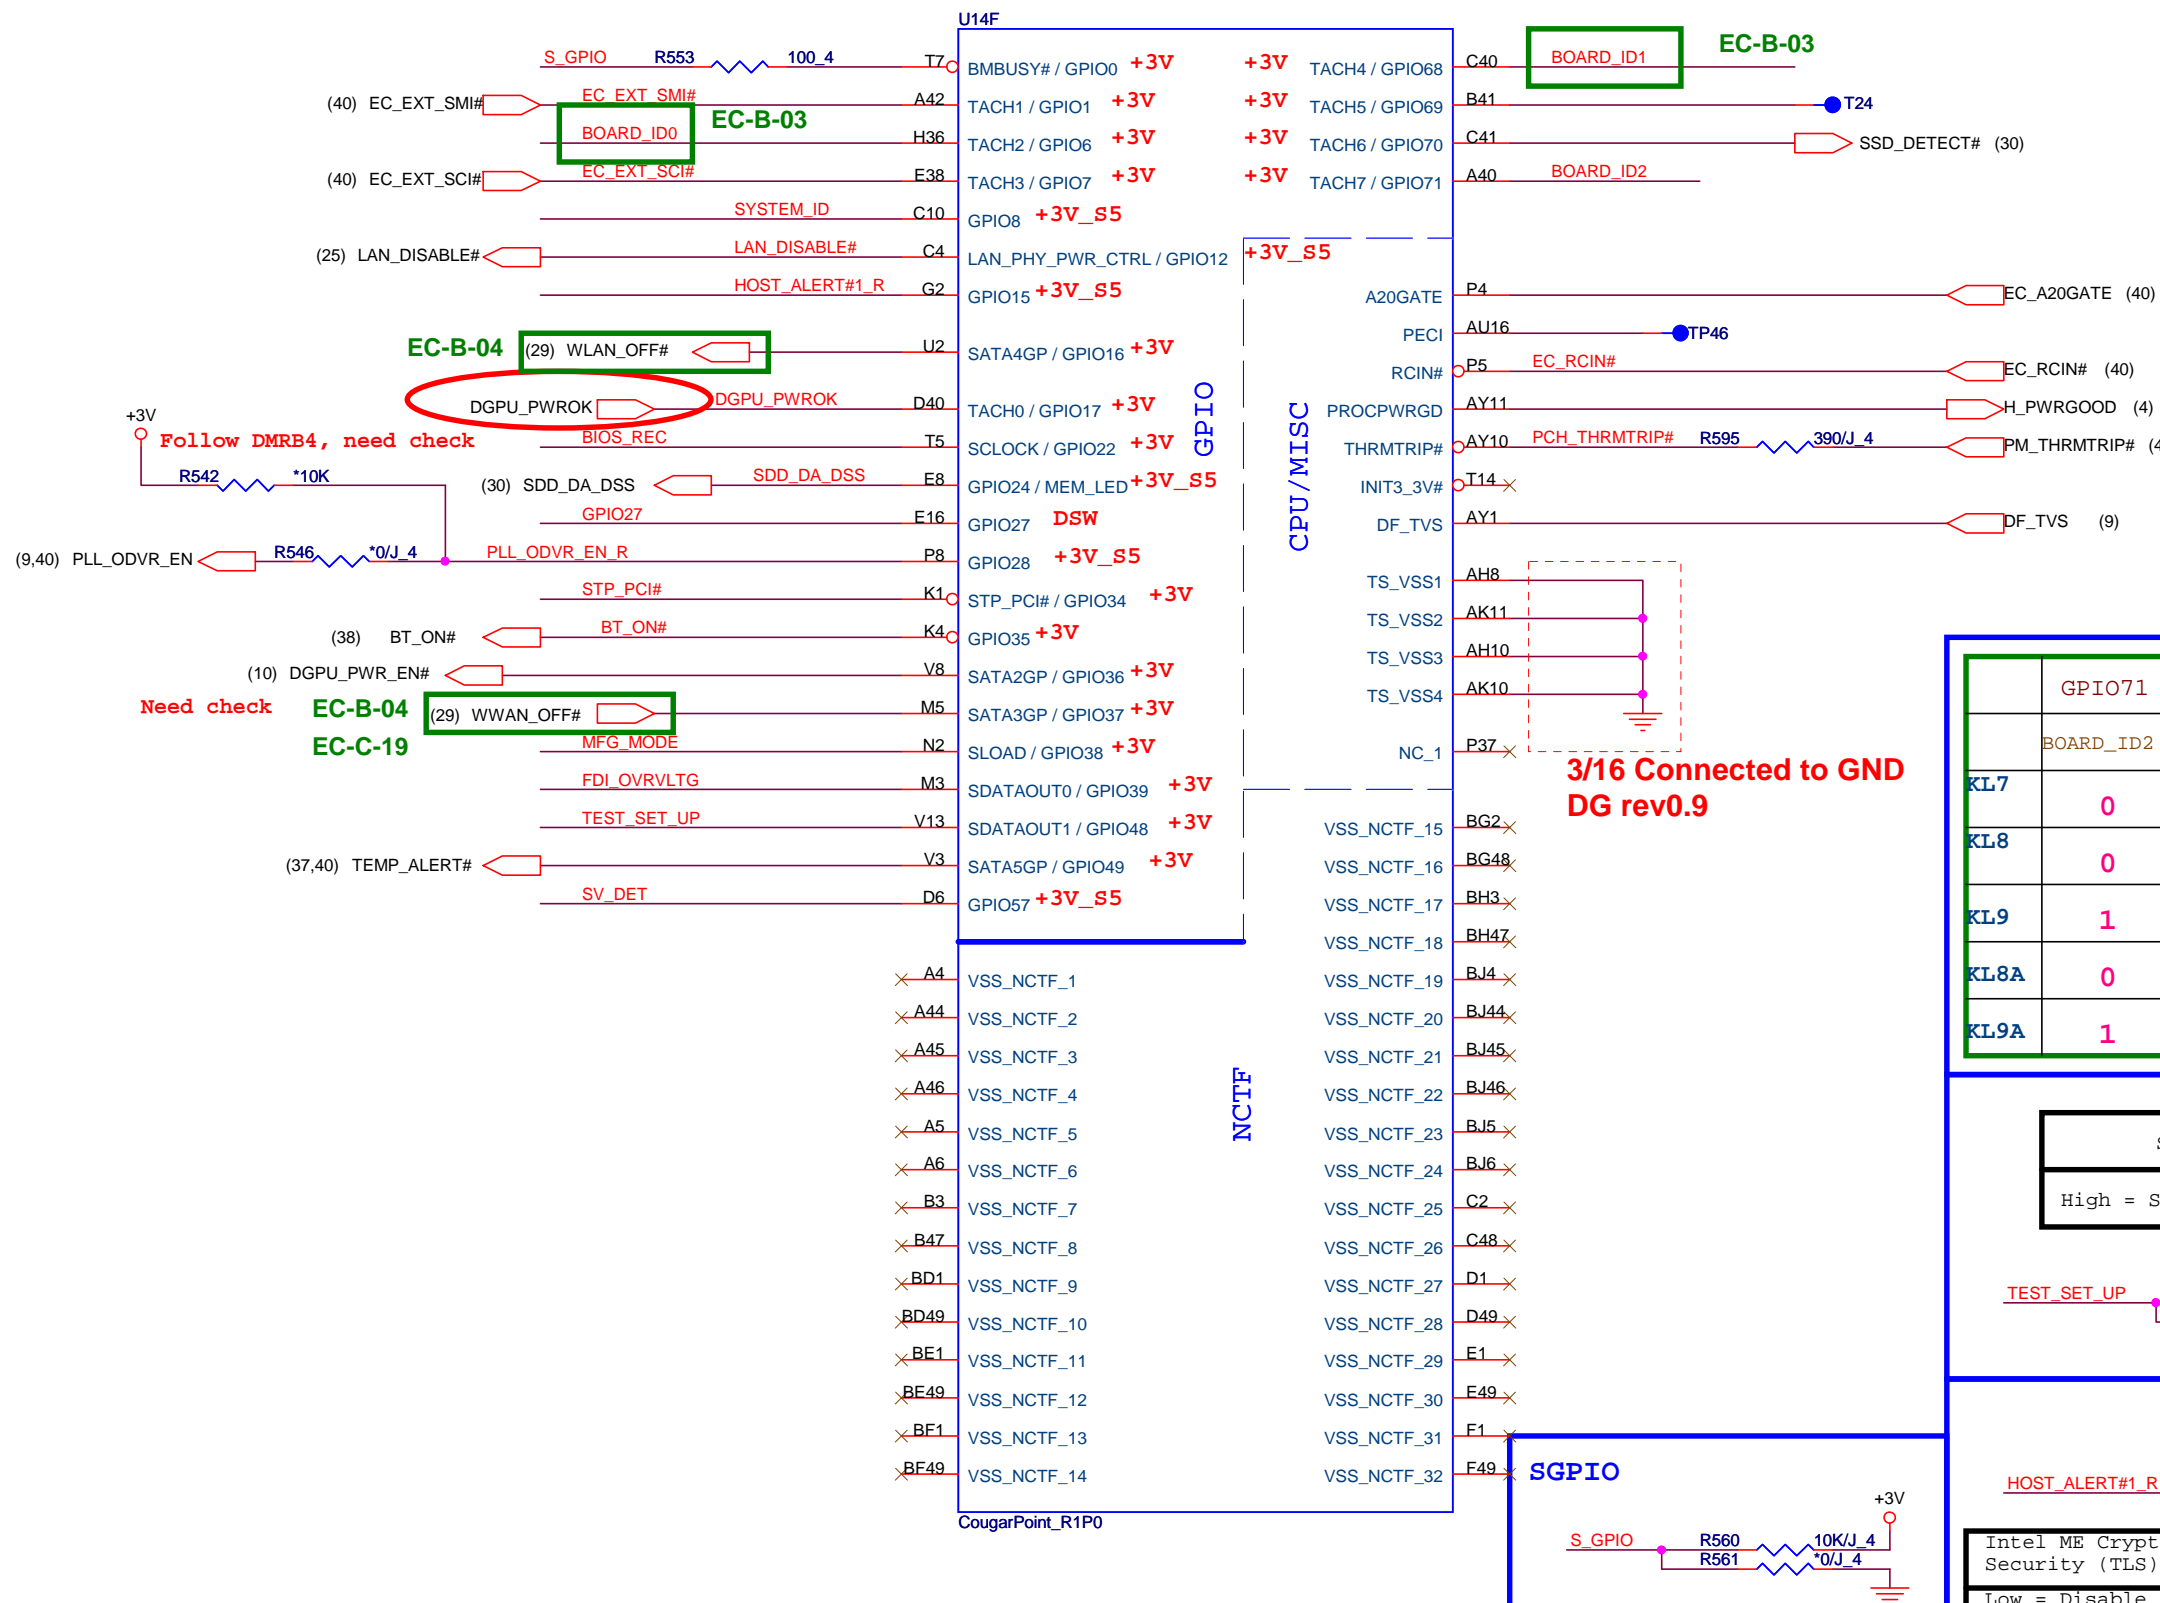 U14F
S_GPIO R553 100_4 T7 BMBUSY# / GPIO0 +3V
(40) EC_EXT_SMI# EC_EXT_SMI# A42 TACH1 / GPIO1 +3V
BOARD_ID0 EC-B-03 H36 TACH2 / GPIO6 +3V
(40) EC_EXT_SCI# EC_EXT_SCI# E38 TACH3 / GPIO7 +3V
SYSTEM_ID C10 GPIO8 +3V_S5
(25) LAN_DISABLE# LAN_DISABLE# C4 LAN_PHY_PWR_CTRL / GPIO12 +3V_S5
HOST_ALERT#1_R G2 GPIO15 +3V_S5
EC-B-04 (29) WLAN_OFF# U2 SATA4GP / GPIO16 +3V
DGPU_PWROK DGPU_PWROK D40 TACH0 / GPIO17 +3V
+3V
Follow DMRB4, need check
BIOS_REC T5 SCLOCK / GPIO22 +3V
R542 *10K
(30) SDD_DA_DSS SDD_DA_DSS E8 GPIO24 / MEM_LED +3V_S5
GPIO27 E16 GPIO27 DSW
(9,40) PLL_ODVR_EN R546 *0/J_4 PLL_ODVR_EN_R P8 GPIO28 +3V_S5
STP_PCI# K1 STP_PCI# / GPIO34 +3V
(38) BT_ON# BT_ON# K4 GPIO35 +3V
(10) DGPU_PWR_EN# V8 SATA2GP / GPIO36 +3V
Need check EC-B-04 (29) WWAN_OFF# M5 SATA3GP / GPIO37 +3V
EC-C-19
MFG_MODE N2 SLOAD / GPIO38 +3V
FDI_OVRVLTG M3 SDATAOUT0 / GPIO39 +3V
TEST_SET_UP V13 SDATAOUT1 / GPIO48 +3V
(37,40) TEMP_ALERT# V3 SATA5GP / GPIO49 +3V
SV_DET D6 GPIO57 +3V_S5
GPIO
CPU/MISC
NCTF
A4 VSS_NCTF_1
A44 VSS_NCTF_2
A45 VSS_NCTF_3
A46 VSS_NCTF_4
A5 VSS_NCTF_5
A6 VSS_NCTF_6
B3 VSS_NCTF_7
B47 VSS_NCTF_8
BD1 VSS_NCTF_9
BD49 VSS_NCTF_10
BE1 VSS_NCTF_11
BE49 VSS_NCTF_12
BF1 VSS_NCTF_13
BF49 VSS_NCTF_14
CougarPoint_R1P0
+3V TACH4 / GPIO68 C40 BOARD_ID1 EC-B-03
+3V TACH5 / GPIO69 B41 T24
+3V TACH6 / GPIO70 C41 SSD_DETECT# (30)
+3V TACH7 / GPIO71 A40 BOARD_ID2
A20GATE P4 EC_A20GATE (40)
PECI AU16 TP46
RCIN# P5 EC_RCIN# EC_RCIN# (40)
PROCPWRGD AY11 H_PWRGOOD (4)
THRMTRIP# AY10 PCH_THRMTRIP# R595 390/J_4 PM_THRMTRIP# (4
INIT3_3V# T14
DF_TVS AY1 DF_TVS (9)
TS_VSS1 AH8
TS_VSS2 AK11
TS_VSS3 AH10
TS_VSS4 AK10
NC_1 P37
3/16 Connected to GND
DG rev0.9
VSS_NCTF_15 BG2
VSS_NCTF_16 BG48
VSS_NCTF_17 BH3
VSS_NCTF_18 BH47
VSS_NCTF_19 BJ4
VSS_NCTF_20 BJ44
VSS_NCTF_21 BJ45
VSS_NCTF_22 BJ46
VSS_NCTF_23 BJ5
VSS_NCTF_24 BJ6
VSS_NCTF_25 C2
VSS_NCTF_26 C48
VSS_NCTF_27 D1
VSS_NCTF_28 D49
VSS_NCTF_29 E1
VSS_NCTF_30 E49
VSS_NCTF_31 F1
VSS_NCTF_32 F49
GPIO71
BOARD_ID2
KL7 0
KL8 0
KL9 1
KL8A 0
KL9A 1
High = S
TEST_SET_UP
HOST_ALERT#1_R
SGPIO
+3V
S_GPIO R560 10K/J_4
R561 *0/J_4
Intel ME Crypt
Security (TLS)
Low = Disable